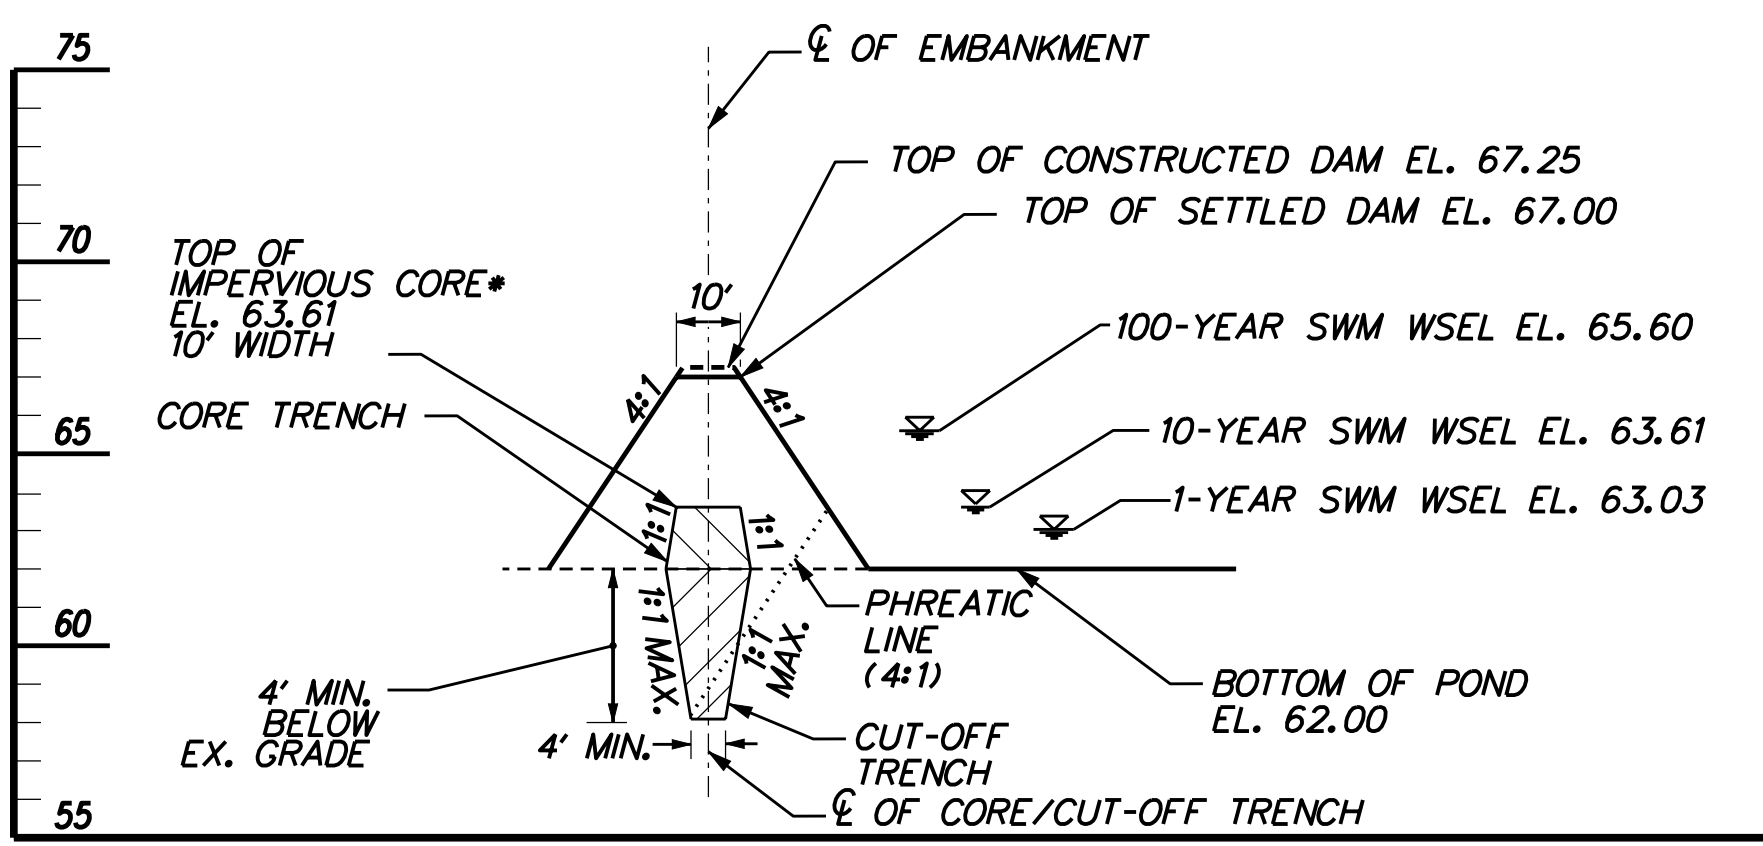 75
℄ OF EMBANKMENT
TOP OF CONSTRUCTED DAM EL. 67.25
TOP OF SETTLED DAM EL. 67.00
70
TOP OF
IMPERVIOUS CORE*
EL. 63.61
10' WIDTH
10'
100-YEAR SWM WSEL EL. 65.60
4:1
4:1
CORE TRENCH
65
10-YEAR SWM WSEL EL. 63.61
1-YEAR SWM WSEL EL. 63.03
1:1
1:1
1:1 MAX.
1:1
MAX.
PHREATIC
LINE
(4:1)
60
BOTTOM OF POND
EL. 62.00
4' MIN.
BELOW
EX. GRADE
4' MIN.
CUT-OFF
TRENCH
℄ OF CORE/CUT-OFF TRENCH
55